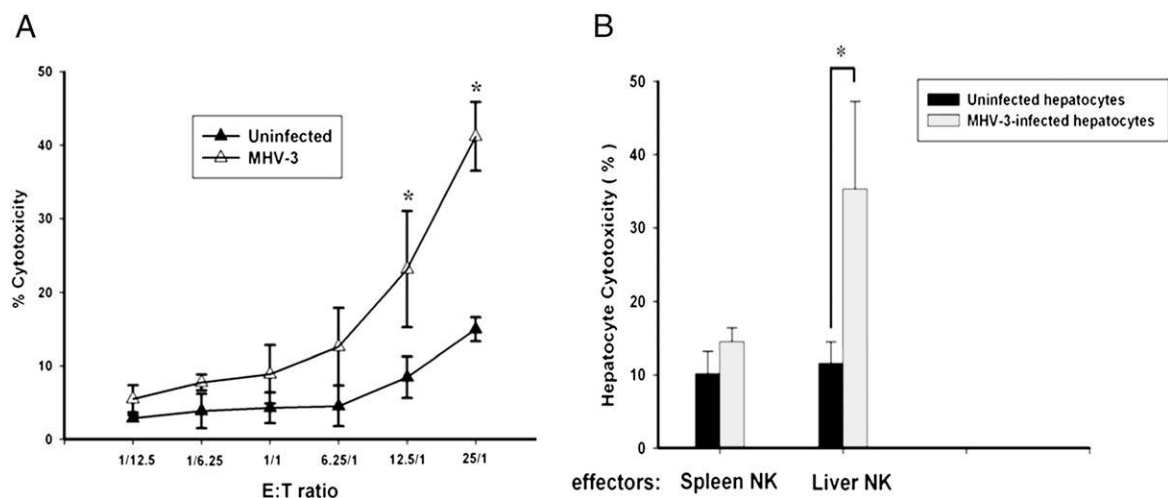 A
50
40
30
20
10
0
% Cytotoxicity
Uninfected
MHV-3
*
*
1/12.5 1/6.25 1/1 6.25/1 12.5/1 25/1
E:T ratio
B
50
40
30
20
10
0
Hepatocyte Cytotoxicity ( % )
*
Uninfected hepatocytes
MHV-3-infected hepatocytes
effectors: Spleen NK Liver NK